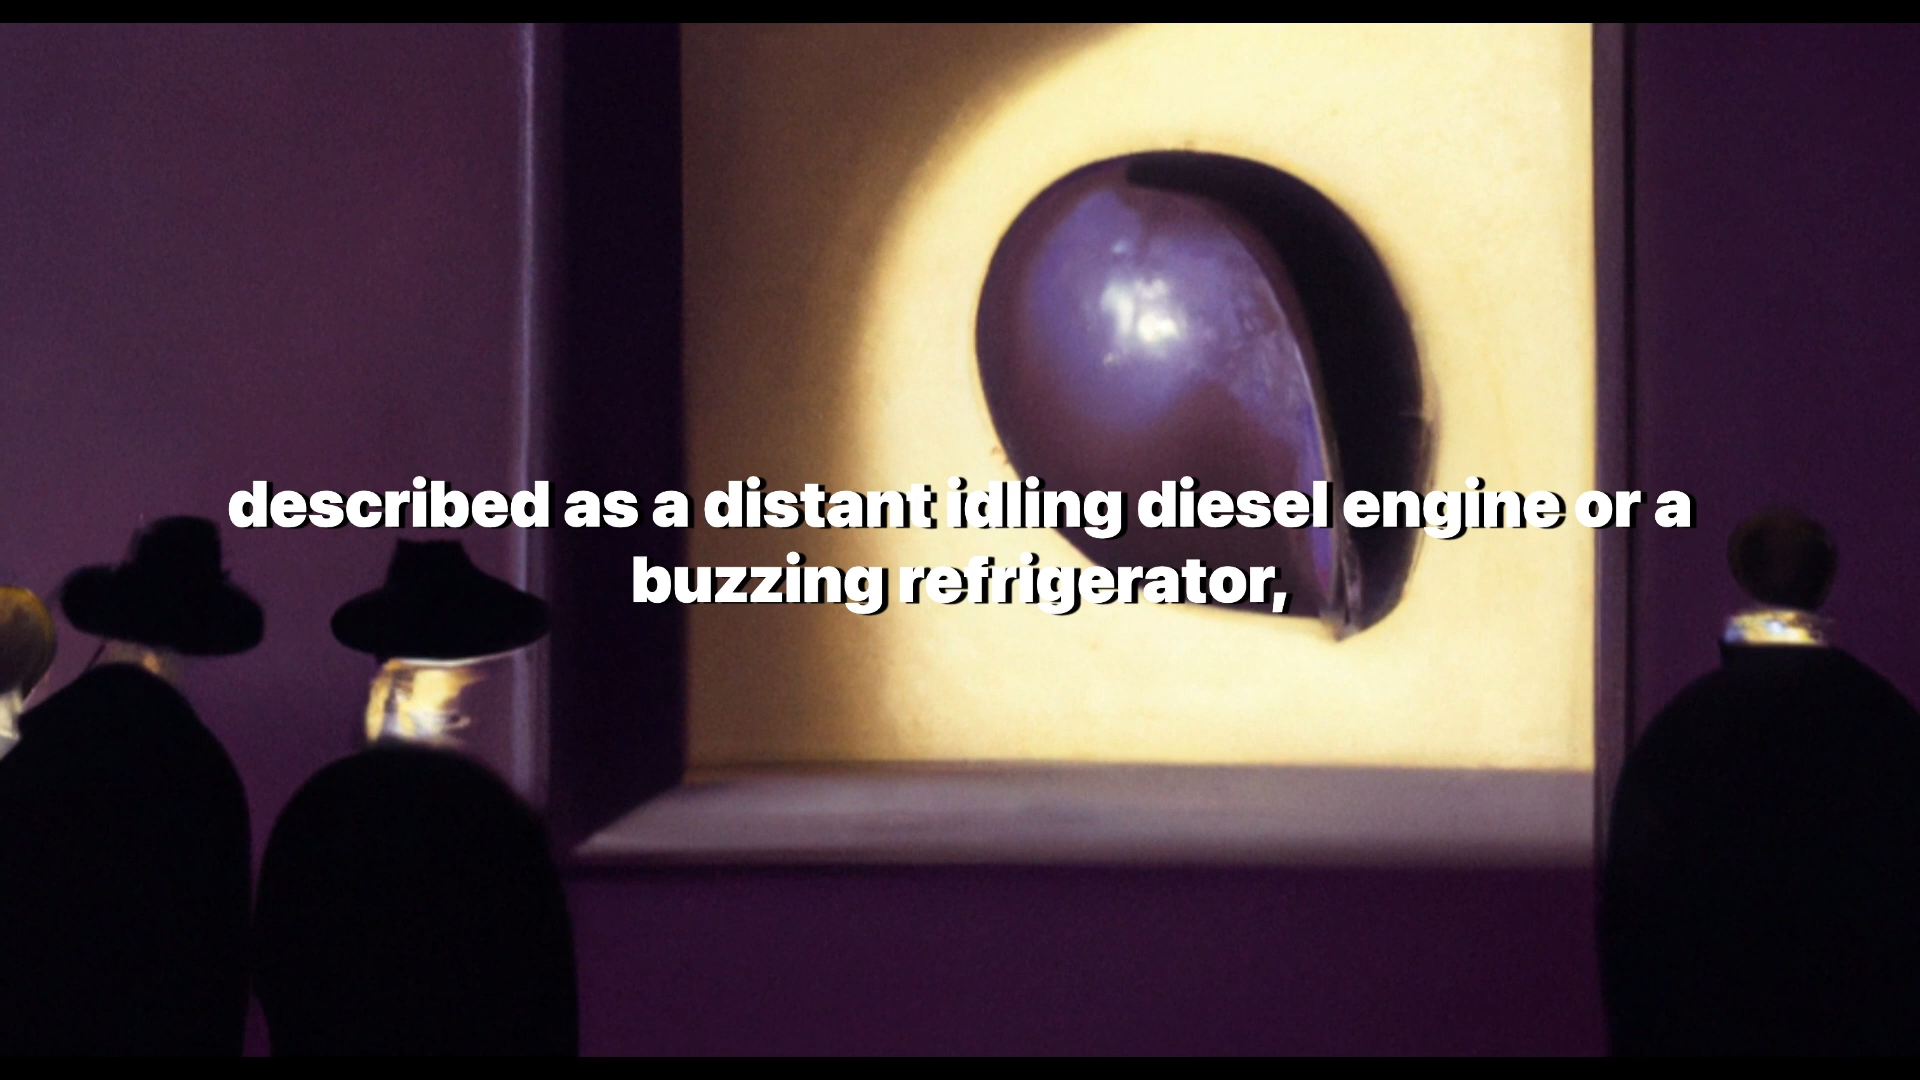 described as a distant idling diesel engine or a
buzzing refrigerator,